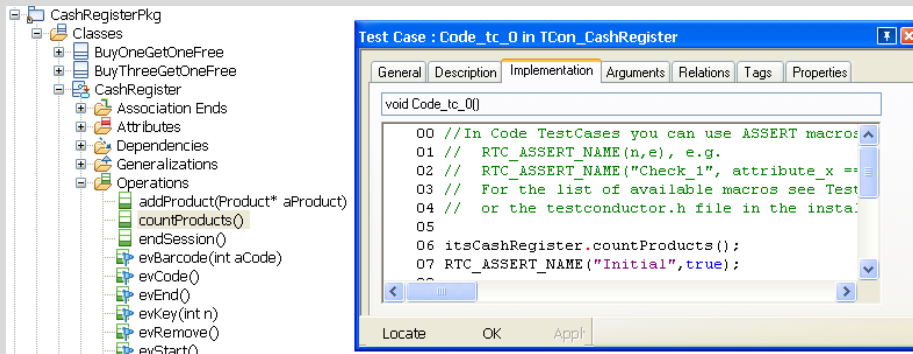 CashRegisterPkg
Classes
BuyOneGetOneFree
BuyThreeGetOneFree
CashRegister
Association Ends
Attributes
Dependencies
Generalizations
Operations
addProduct(Product* aProduct)
countProducts()
endSession()
evBarcode(int aCode)
evCode()
evEnd()
evKey(int n)
evRemove()
evStart()
Test Case : Code_tc_0 in TCon_CashRegister
General Description Implementation Arguments Relations Tags Properties
void Code_tc_0()
00 //In Code TestCases you can use ASSERT macros
01 //  RTC_ASSERT_NAME(n,e), e.g.
02 //  RTC_ASSERT_NAME("Check_1", attribute_x ==
03 //  For the list of available macros see Test
04 //  or the testconductor.h file in the instal
05
06 itsCashRegister.countProducts();
07 RTC_ASSERT_NAME("Initial",true);
Locate OK Apply